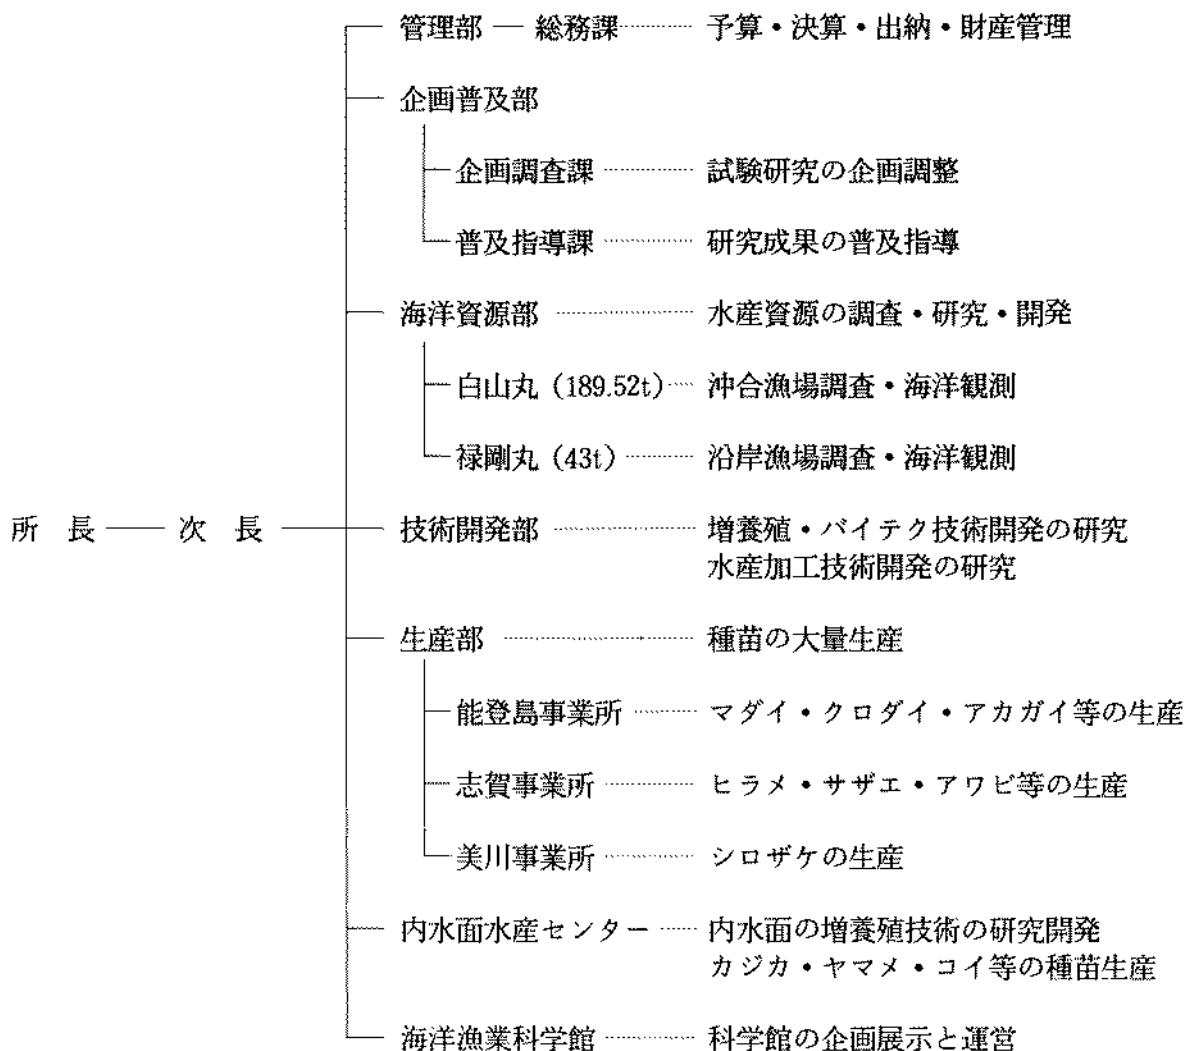 管理部 ― 総務課 ………… 予算・決算・出納・財産管理
企画普及部
企画調査課 ………… 試験研究の企画調整
普及指導課 ………… 研究成果の普及指導
海洋資源部 ………… 水産資源の調査・研究・開発
白山丸（189.52t）…… 沖合漁場調査・海洋観測
禄剛丸（43t）………… 沿岸漁場調査・海洋観測
所　長 ― 次　長 ― 技術開発部 ………… 増養殖・バイテク技術開発の研究
水産加工技術開発の研究
生産部 ………… 種苗の大量生産
能登島事業所 ………… マダイ・クロダイ・アカガイ等の生産
志賀事業所 ………… ヒラメ・サザエ・アワビ等の生産
美川事業所 ………… シロザケの生産
内水面水産センター …… 内水面の増養殖技術の研究開発
カジカ・ヤマメ・コイ等の種苗生産
海洋漁業科学館 ………… 科学館の企画展示と運営